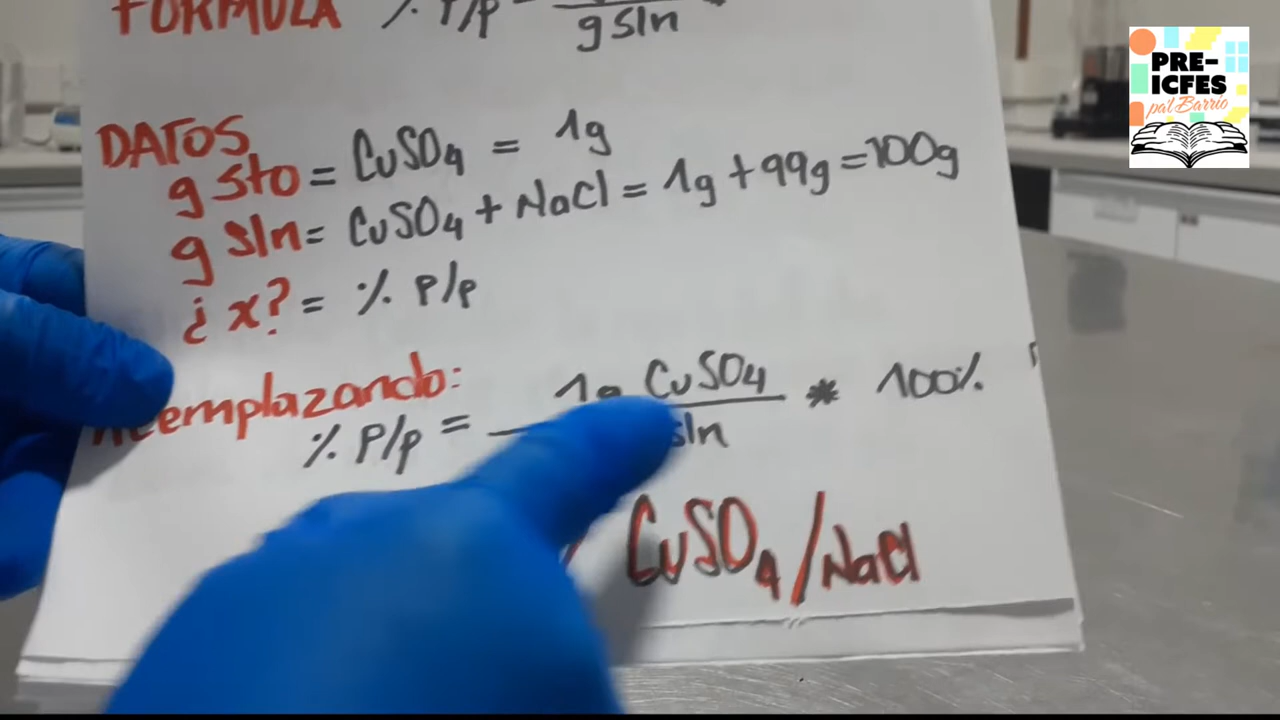 FORMULA % P/p =
g sln
DATOS
g sto = CuSO4 = 1g
g sln = CuSO4 + NaCl = 1g + 99g = 100g
¿x? = % P/p
Reemplazando:
% P/p = 1g CuSO4 * 100%
sln
CuSO4/NaCl
PRE-
ICFES
pa'l Barrio